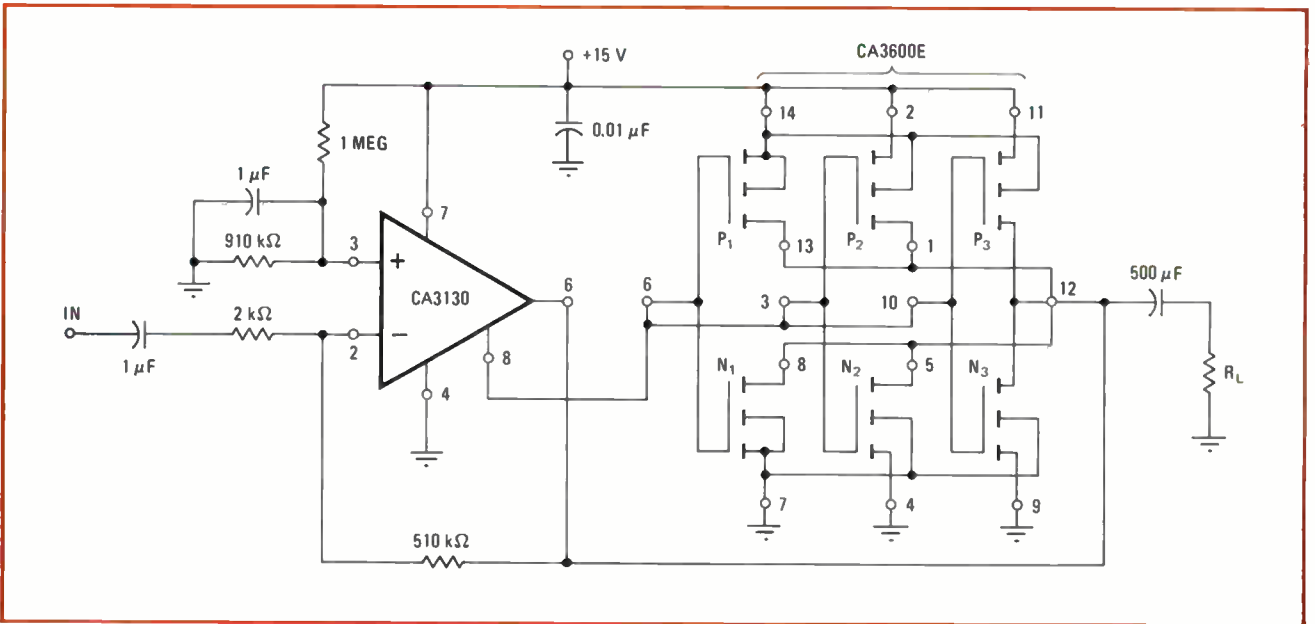 CA3600E
+15 V
14
2
11
0.01 µF
1 MEG
1 µF
7
910 kΩ
3
+
CA3130
6
6
P1
13
P2
1
P3
3
10
12
500 µF
IN
1 µF
2 kΩ
2
−
8
4
N1
8
N2
5
N3
RL
7
4
9
510 kΩ